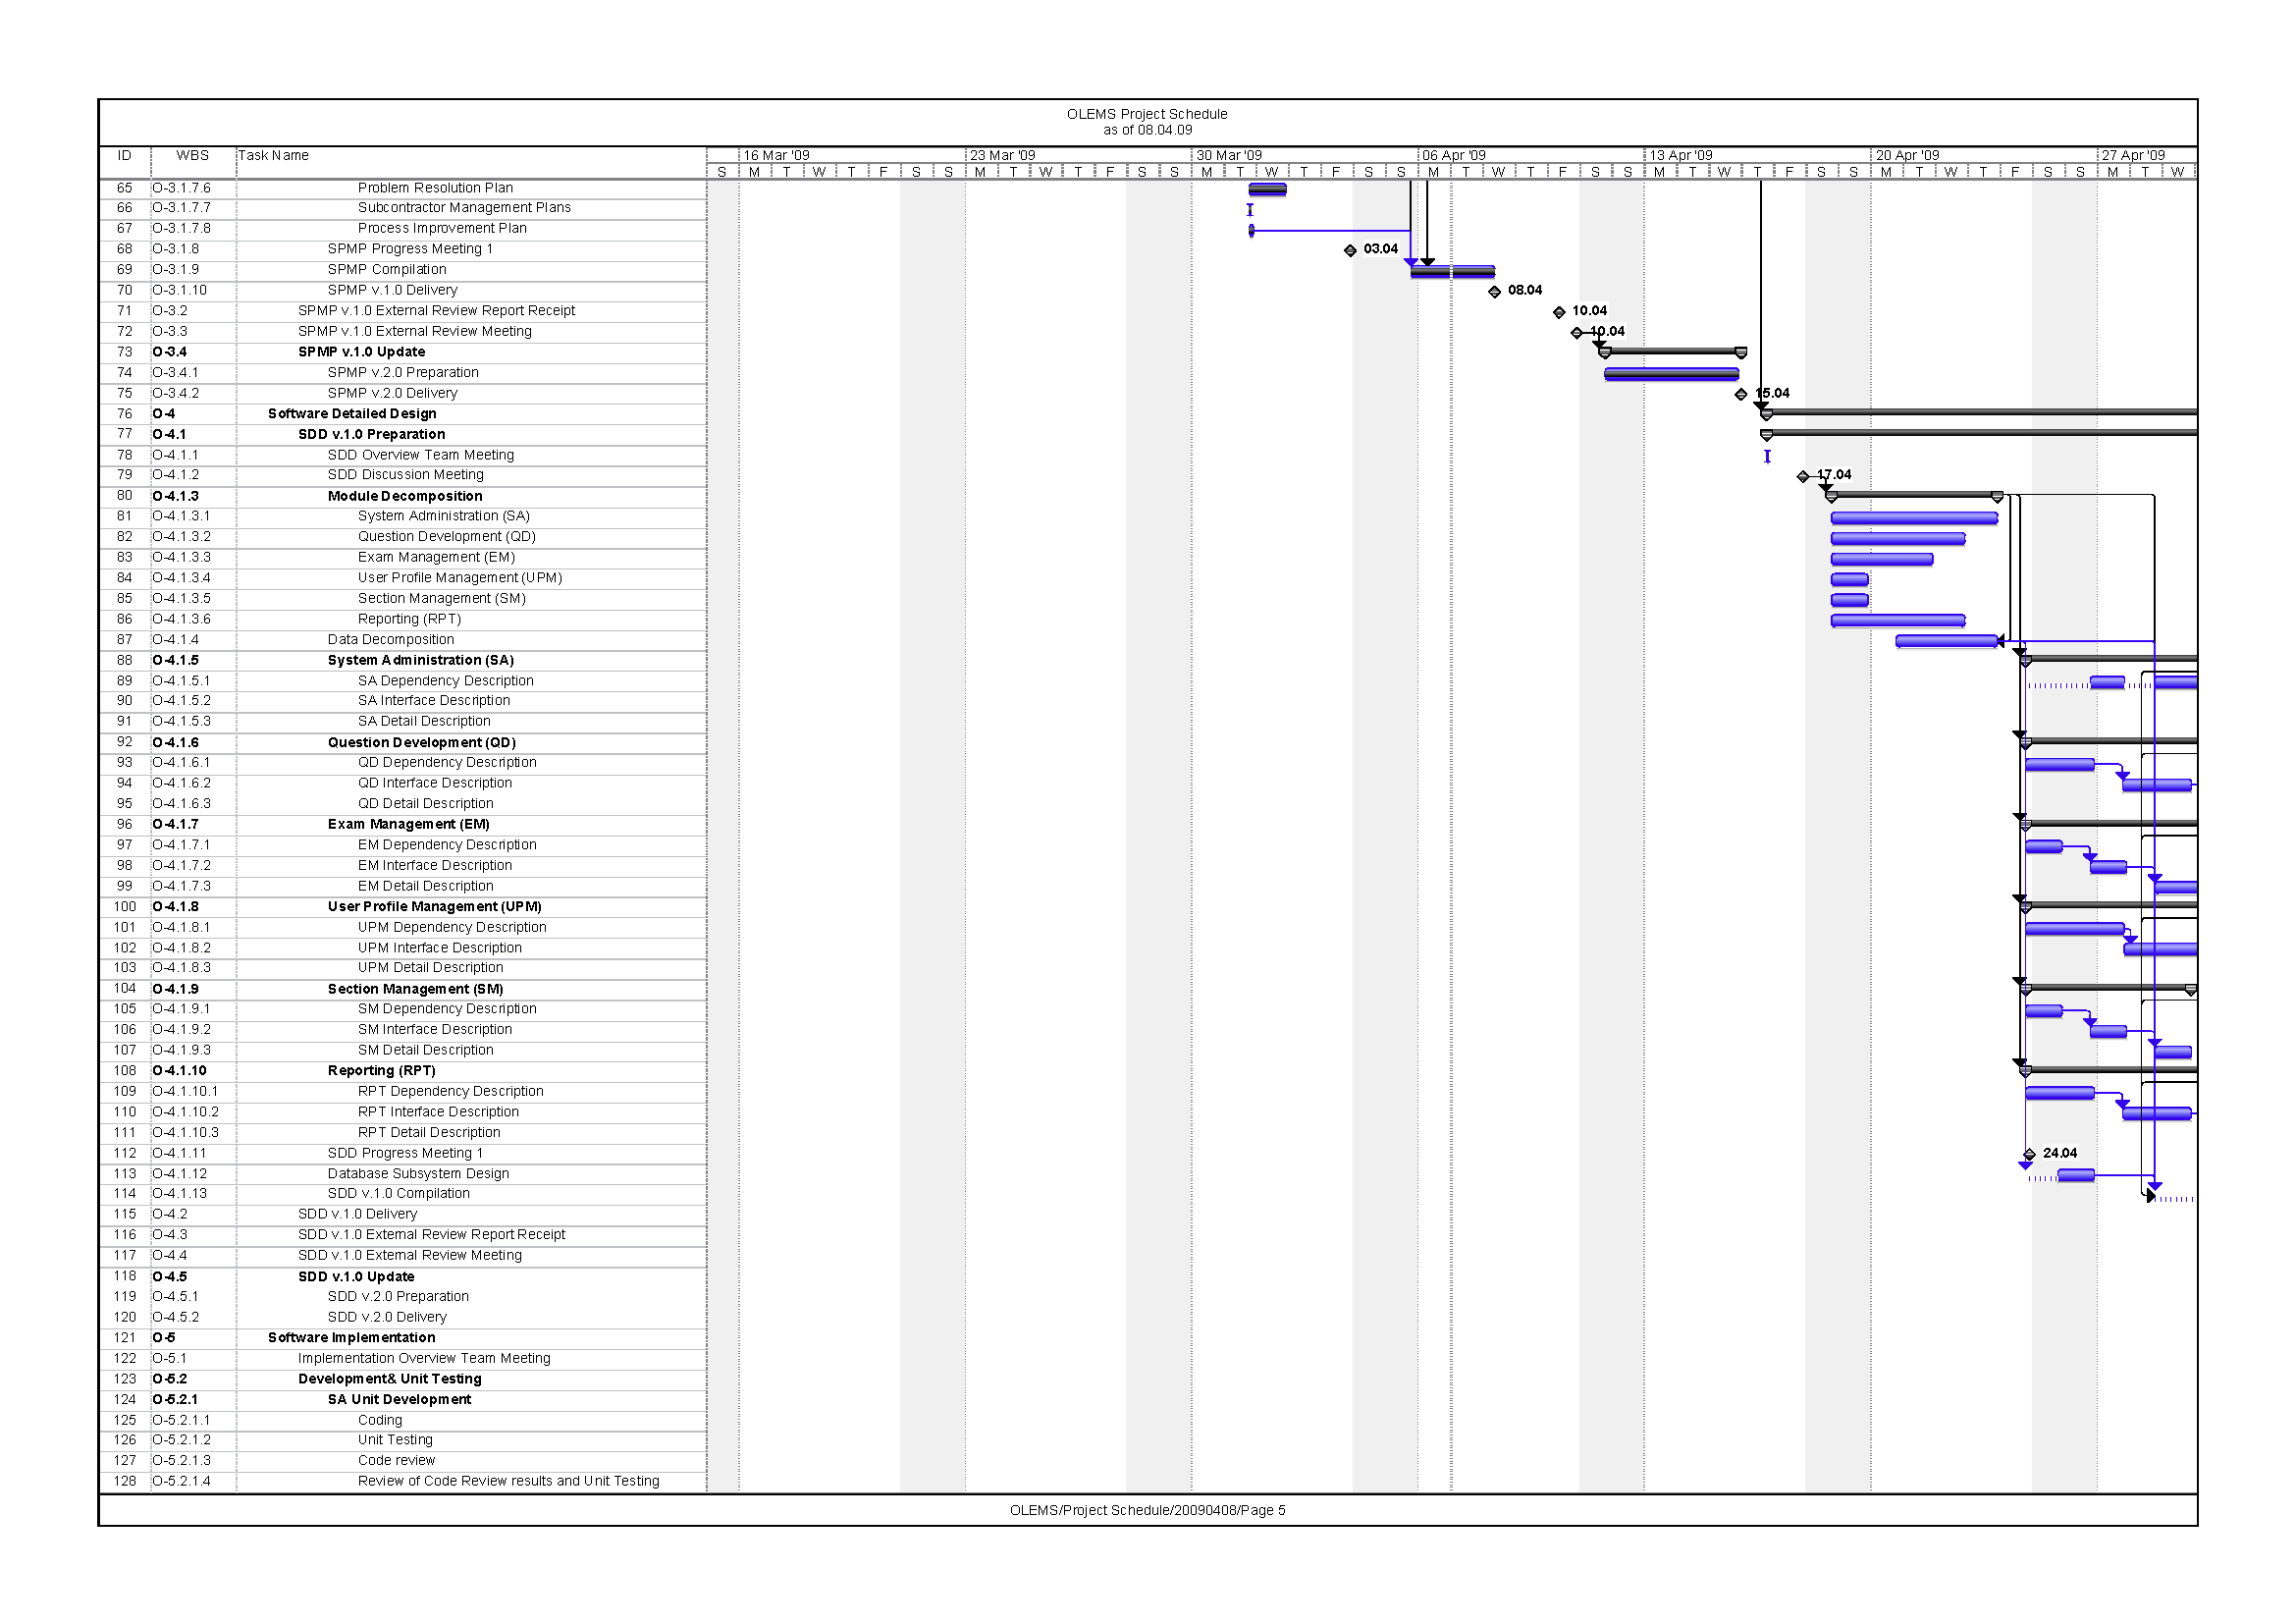 OLEMS Project Schedule
as of 08.04.09
ID WBS Task Name 16 Mar '09 23 Mar '09 30 Mar '09 06 Apr '09 13 Apr '09 20 Apr '09 27 Apr '09
S M T W T F S S M T W T F S S M T W T F S S M T W T F S S M T W T F S S M T W T F S S M T W
65 O-3.1.7.6 Problem Resolution Plan
66 O-3.1.7.7 Subcontractor Management Plans
67 O-3.1.7.8 Process Improvement Plan
68 O-3.1.8 SPMP Progress Meeting 1 03.04
69 O-3.1.9 SPMP Compilation
70 O-3.1.10 SPMP v.1.0 Delivery 08.04
71 O-3.2 SPMP v.1.0 External Review Report Receipt 10.04
72 O-3.3 SPMP v.1.0 External Review Meeting 10.04
73 O-3.4 SPMP v.1.0 Update
74 O-3.4.1 SPMP v.2.0 Preparation
75 O-3.4.2 SPMP v.2.0 Delivery 15.04
76 O-4 Software Detailed Design
77 O-4.1 SDD v.1.0 Preparation
78 O-4.1.1 SDD Overview Team Meeting
79 O-4.1.2 SDD Discussion Meeting 17.04
80 O-4.1.3 Module Decomposition
81 O-4.1.3.1 System Administration (SA)
82 O-4.1.3.2 Question Development (QD)
83 O-4.1.3.3 Exam Management (EM)
84 O-4.1.3.4 User Profile Management (UPM)
85 O-4.1.3.5 Section Management (SM)
86 O-4.1.3.6 Reporting (RPT)
87 O-4.1.4 Data Decomposition
88 O-4.1.5 System Administration (SA)
89 O-4.1.5.1 SA Dependency Description
90 O-4.1.5.2 SA Interface Description
91 O-4.1.5.3 SA Detail Description
92 O-4.1.6 Question Development (QD)
93 O-4.1.6.1 QD Dependency Description
94 O-4.1.6.2 QD Interface Description
95 O-4.1.6.3 QD Detail Description
96 O-4.1.7 Exam Management (EM)
97 O-4.1.7.1 EM Dependency Description
98 O-4.1.7.2 EM Interface Description
99 O-4.1.7.3 EM Detail Description
100 O-4.1.8 User Profile Management (UPM)
101 O-4.1.8.1 UPM Dependency Description
102 O-4.1.8.2 UPM Interface Description
103 O-4.1.8.3 UPM Detail Description
104 O-4.1.9 Section Management (SM)
105 O-4.1.9.1 SM Dependency Description
106 O-4.1.9.2 SM Interface Description
107 O-4.1.9.3 SM Detail Description
108 O-4.1.10 Reporting (RPT)
109 O-4.1.10.1 RPT Dependency Description
110 O-4.1.10.2 RPT Interface Description
111 O-4.1.10.3 RPT Detail Description
112 O-4.1.11 SDD Progress Meeting 1 24.04
113 O-4.1.12 Database Subsystem Design
114 O-4.1.13 SDD v.1.0 Compilation
115 O-4.2 SDD v.1.0 Delivery
116 O-4.3 SDD v.1.0 External Review Report Receipt
117 O-4.4 SDD v.1.0 External Review Meeting
118 O-4.5 SDD v.1.0 Update
119 O-4.5.1 SDD v.2.0 Preparation
120 O-4.5.2 SDD v.2.0 Delivery
121 O-5 Software Implementation
122 O-5.1 Implementation Overview Team Meeting
123 O-5.2 Development& Unit Testing
124 O-5.2.1 SA Unit Development
125 O-5.2.1.1 Coding
126 O-5.2.1.2 Unit Testing
127 O-5.2.1.3 Code review
128 O-5.2.1.4 Review of Code Review results and Unit Testing
OLEMS/Project Schedule/20090408/Page 5